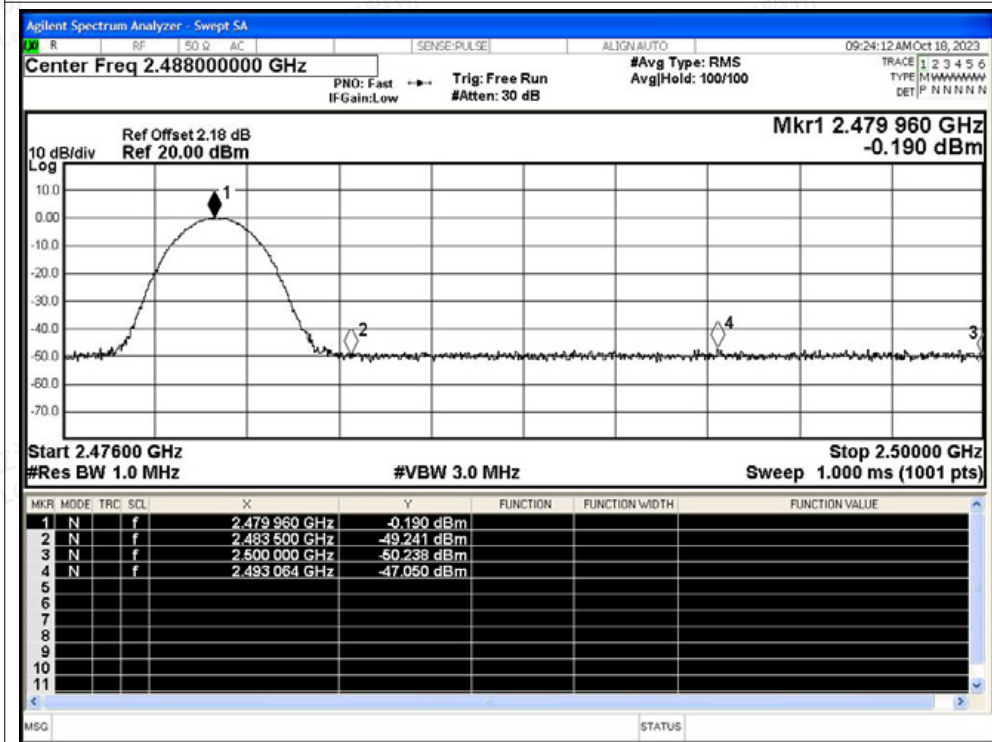 Agilent Spectrum Analyzer - Swept SA
R RF 50 Ω AC SENSE:PULSE ALIGN AUTO 09:24:12 AM Oct 18, 2023
Center Freq 2.488000000 GHz #Avg Type: RMS TRACE 1 2 3 4 5 6
PNO: Fast Trig: Free Run Avg|Hold: 100/100 TYPE M WWWWW
IFGain:Low #Atten: 30 dB DET P N N N N N
Mkr1 2.479 960 GHz
Ref Offset 2.18 dB -0.190 dBm
10 dB/div Ref 20.00 dBm
Log
10.0
1
0.00
-10.0
-20.0
-30.0
-40.0
2 4 3
-50.0
-60.0
-70.0
Start 2.47600 GHz Stop 2.50000 GHz
#Res BW 1.0 MHz #VBW 3.0 MHz Sweep 1.000 ms (1001 pts)
MKR MODE TRC SCL X Y FUNCTION FUNCTION WIDTH FUNCTION VALUE
1 N f 2.479 960 GHz -0.190 dBm
2 N f 2.483 500 GHz -49.241 dBm
3 N f 2.500 000 GHz -50.238 dBm
4 N f 2.493 064 GHz -47.050 dBm
5
6
7
8
9
10
11
MSG STATUS